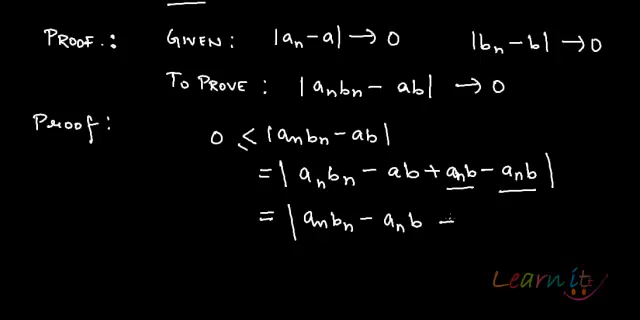 PROOF.: GIVEN: |aₙ - a| → 0 |bₙ - b| → 0
TO PROVE: |aₙbₙ - ab| → 0
Proof:
0 ≤ |aₙbₙ - ab|
= |aₙbₙ - ab + aₙb - aₙb|
= |aₙbₙ - aₙb -
Learnit